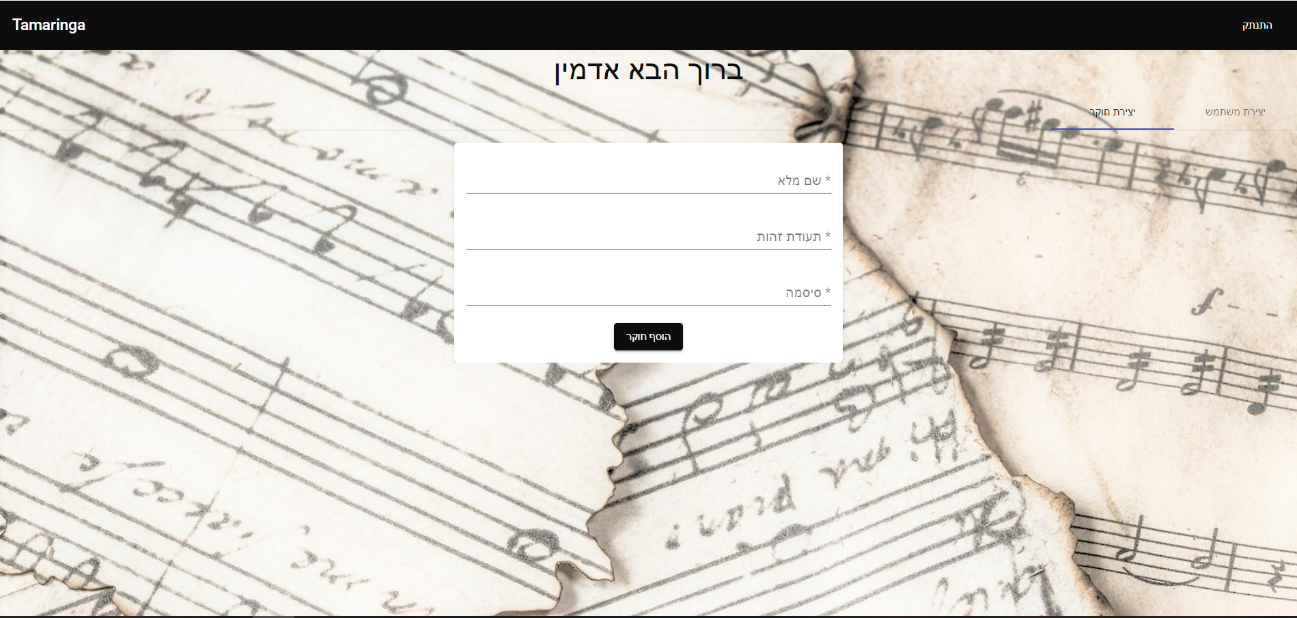 Tamaringa
התנתק
ברוך הבא אדמין
יצירת משתמש
יצירת חוקר
* שם מלא
* תעודת זהות
* סיסמה
הוסף חוקר